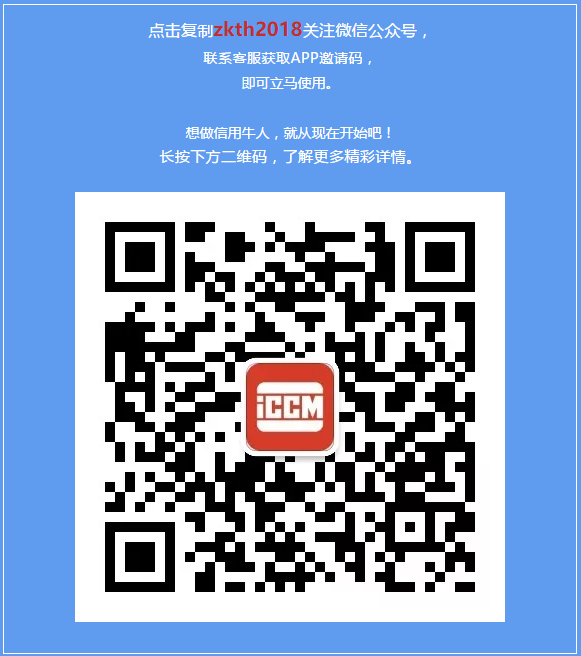 点击复制zkth2018关注微信公众号，
联系客服获取APP邀请码，
即可立马使用。
想做信用牛人，就从现在开始吧！
长按下方二维码，了解更多精彩详情。
iCCM